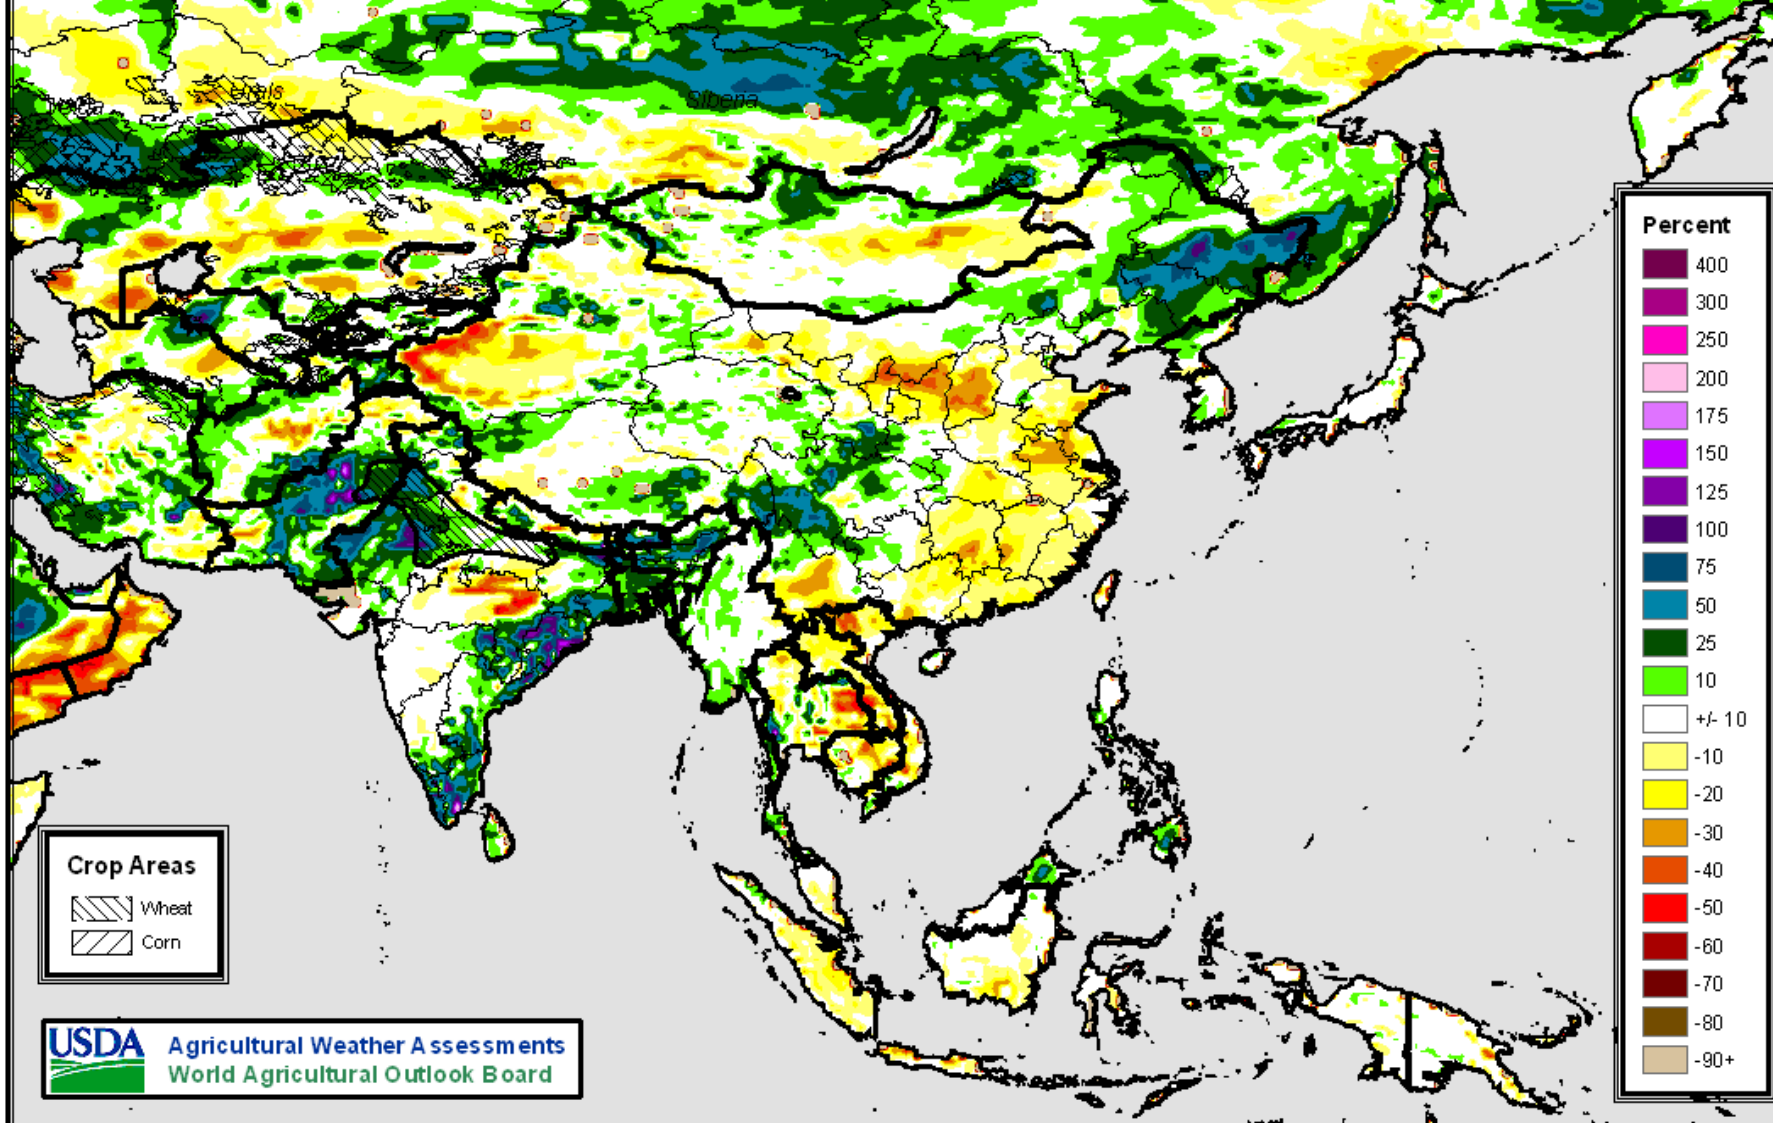 Urals
Siberia
Percent
400
300
250
200
175
150
125
100
75
50
25
10
+/- 10
-10
-20
-30
-40
-50
-60
-70
-80
-90+
Crop Areas
Wheat
Corn
USDA
Agricultural Weather Assessments
World Agricultural Outlook Board